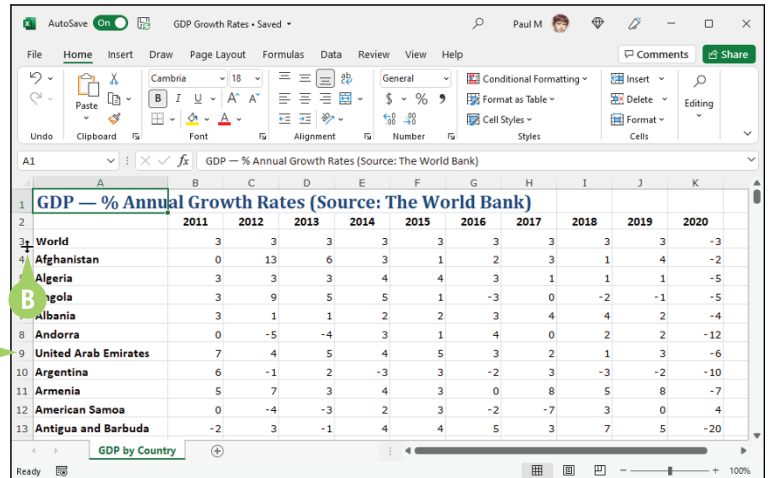 AutoSave On GDP Growth Rates • Saved Paul M
File Home Insert Draw Page Layout Formulas Data Review View Help Comments Share
Cambria 18 General Conditional Formatting Insert
Paste B I U A A $ % 9 Format as Table Delete Editing
A .00 Cell Styles Format
Undo Clipboard Font Alignment Number Styles Cells
A1 fx GDP — % Annual Growth Rates (Source: The World Bank)
A B C D E F G H I J K
1 GDP — % Annual Growth Rates (Source: The World Bank)
2 2011 2012 2013 2014 2015 2016 2017 2018 2019 2020
3 World 3 3 3 3 3 3 3 3 3 -3
4 Afghanistan 0 13 6 3 1 2 3 1 4 -2
Algeria 3 3 3 4 4 3 1 1 1 -5
B ngola 3 9 5 5 1 -3 0 -2 -1 -5
7 Albania 3 1 1 2 2 3 4 4 2 -4
8 Andorra 0 -5 -4 3 1 4 0 2 2 -12
9 United Arab Emirates 7 4 5 4 5 3 2 1 3 -6
10 Argentina 6 -1 2 -3 3 -2 3 -3 -2 -10
11 Armenia 5 7 3 4 3 0 8 5 8 -7
12 American Samoa 0 -4 -3 2 3 -2 -7 3 0 4
13 Antigua and Barbuda -2 3 -1 4 4 5 3 7 5 -20
GDP by Country
Ready 100%